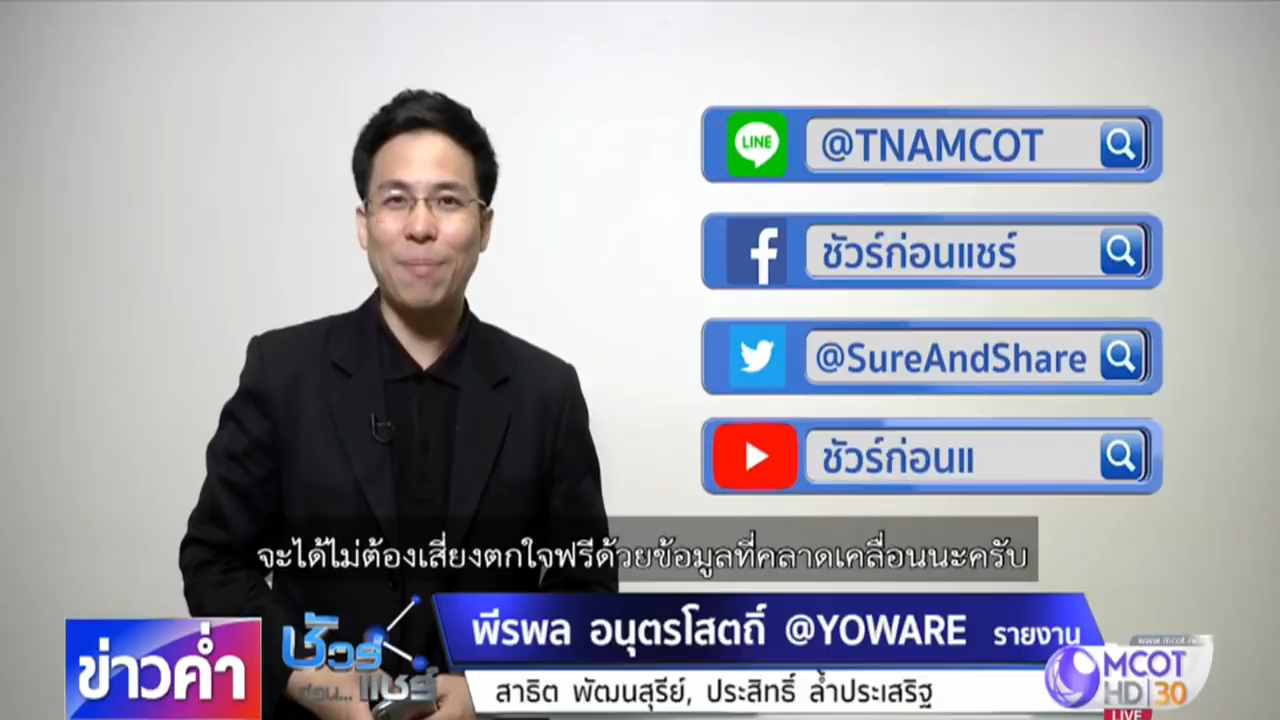 LINE
@TNAMCOT
f
ชัวร์ก่อนแชร์
@SureAndShare
ชัวร์ก่อนแ
จะได้ไม่ต้องเสี่ยงตกใจฟรีด้วยข้อมูลที่คลาดเคลื่อนนะครับ
ข่าวค่ำ
ชัวร์
ก่อน... แชร์
พีรพล อนุตรโสตถิ์ @YOWARE รายงาน
สาธิต พัฒนสุรีย์, ประสิทธิ์ ล้ำประเสริฐ
MCOT
HD 30
LIVE